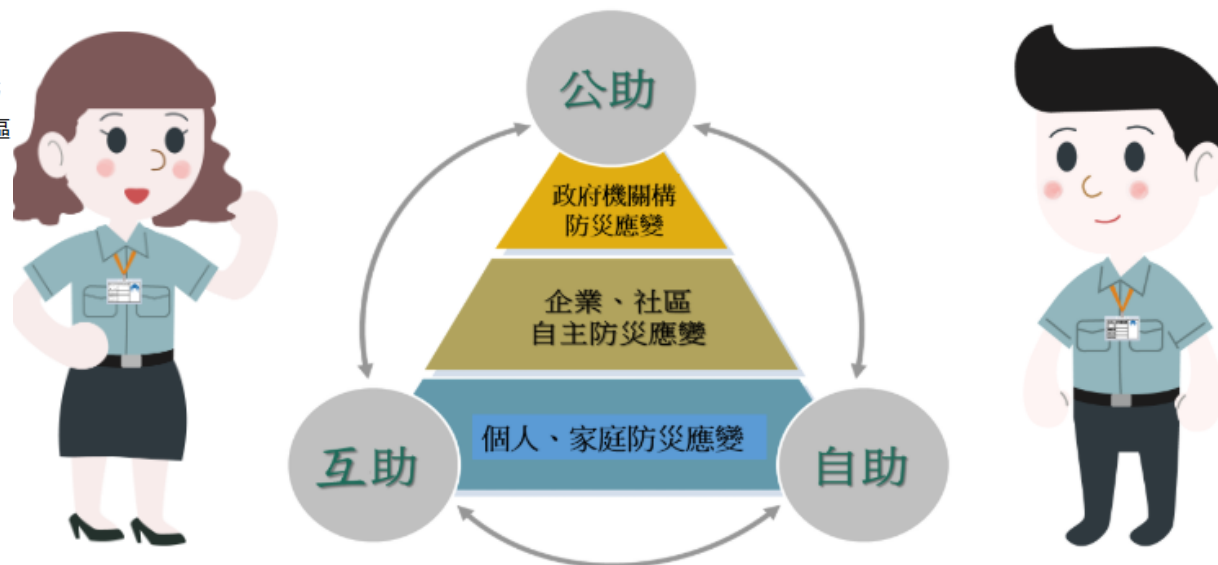 公助
區
政府機關構
防災應變
企業、社區
自主防災應變
個人、家庭防災應變
互助
自助